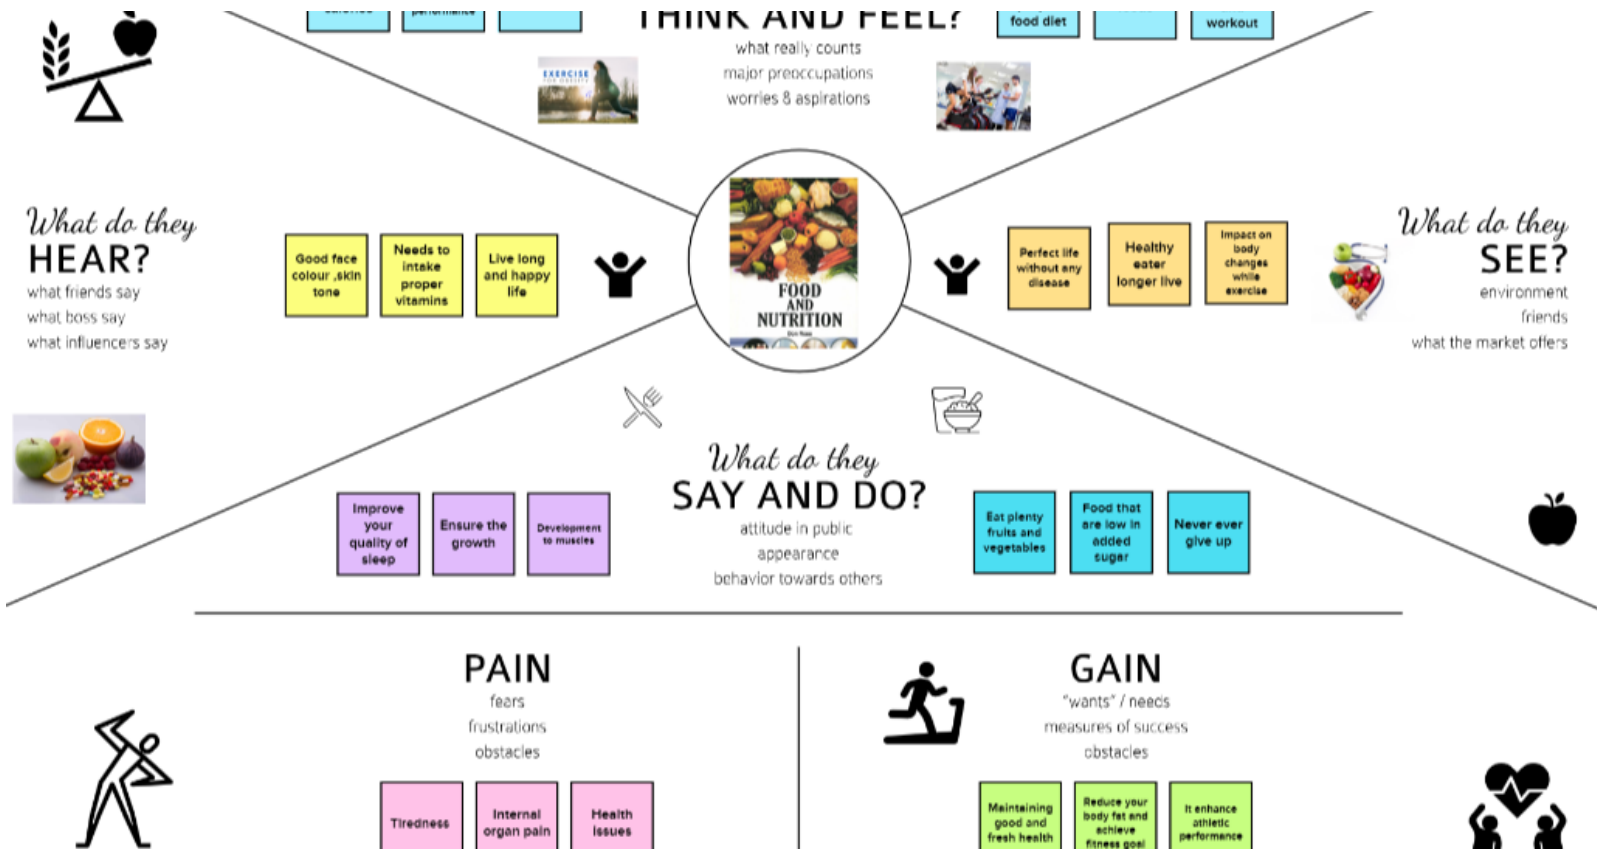 performance
THINK AND FEEL?
food diet
workout
what really counts
major preoccupations
worries & aspirations
EXERCISE
What do they
HEAR?
what friends say
what boss say
what influencers say
Good face
colour ,skin
tone
Needs to
intake
proper
vitamins
Live long
and happy
life
FOOD
AND
NUTRITION
Perfect life
without any
disease
Healthy
eater
longer live
Impact on
body
changes
while
exercise
What do they
SEE?
environment
friends
what the market offers
What do they
SAY AND DO?
attitude in public
appearance
behavior towards others
Improve
your
quality of
sleep
Ensure the
growth
Development
to muscles
Eat plenty
fruits and
vegetables
Food that
are low in
added
sugar
Never ever
give up
PAIN
fears
frustrations
obstacles
Tiredness
Internal
organ pain
Health
issues
GAIN
"wants" / needs
measures of success
obstacles
Maintaining
good and
fresh health
Reduce your
body fat and
achieve
fitness goal
It enhance
athletic
performance